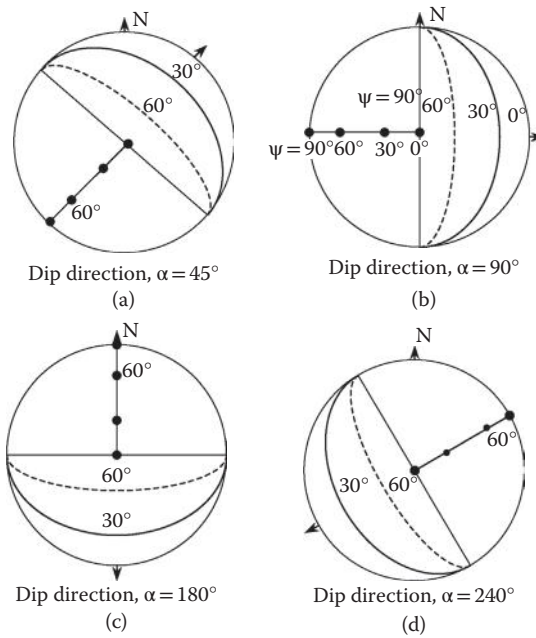 N
30°
60°
60°
Dip direction, α = 45°
(a)
N
ψ = 90°
60°
30°
0°
ψ = 90° 60° 30° 0°
Dip direction, α = 90°
(b)
N
60°
60°
30°
Dip direction, α = 180°
(c)
N
60°
30°
60°
Dip direction, α = 240°
(d)